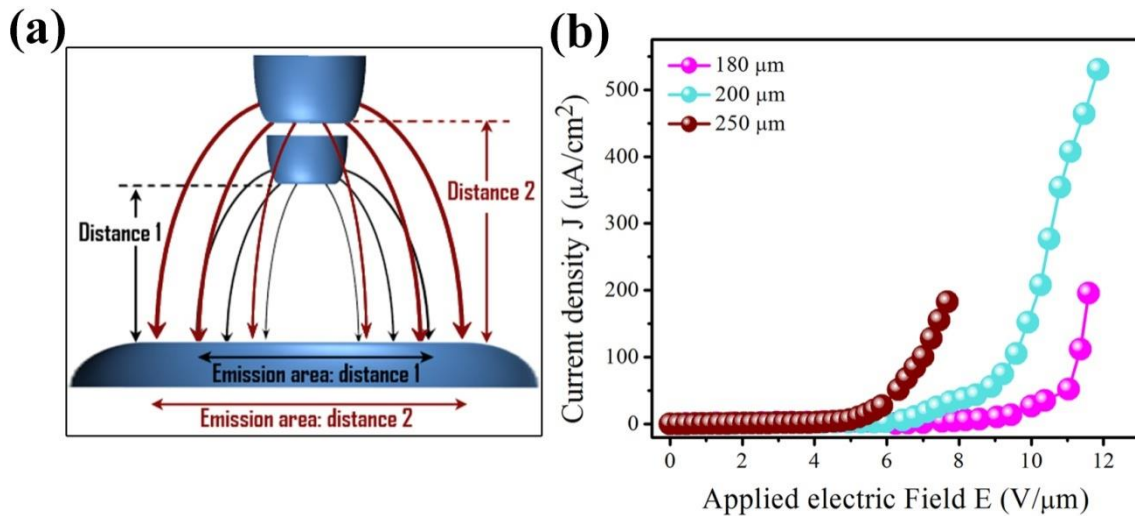 (a)
Distance 1
Distance 2
Emission area: distance 1
Emission area: distance 2
(b)
180 μm
200 μm
250 μm
Current density J (μA/cm²)
500
400
300
200
100
0
0 2 4 6 8 10 12
Applied electric Field E (V/μm)